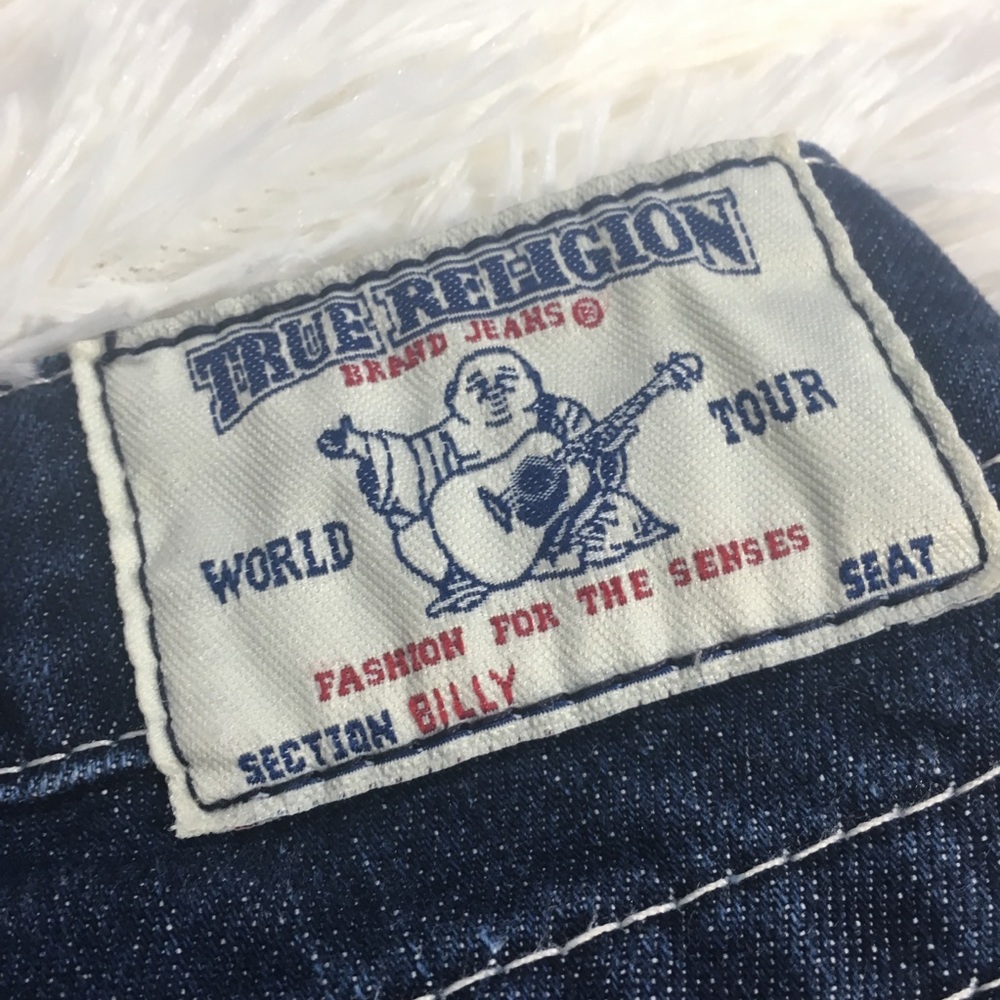 TRUE RELIGION
BRAND JEANS ®
WORLD TOUR
FASHION FOR THE SENSES
SECTION BILLY SEAT